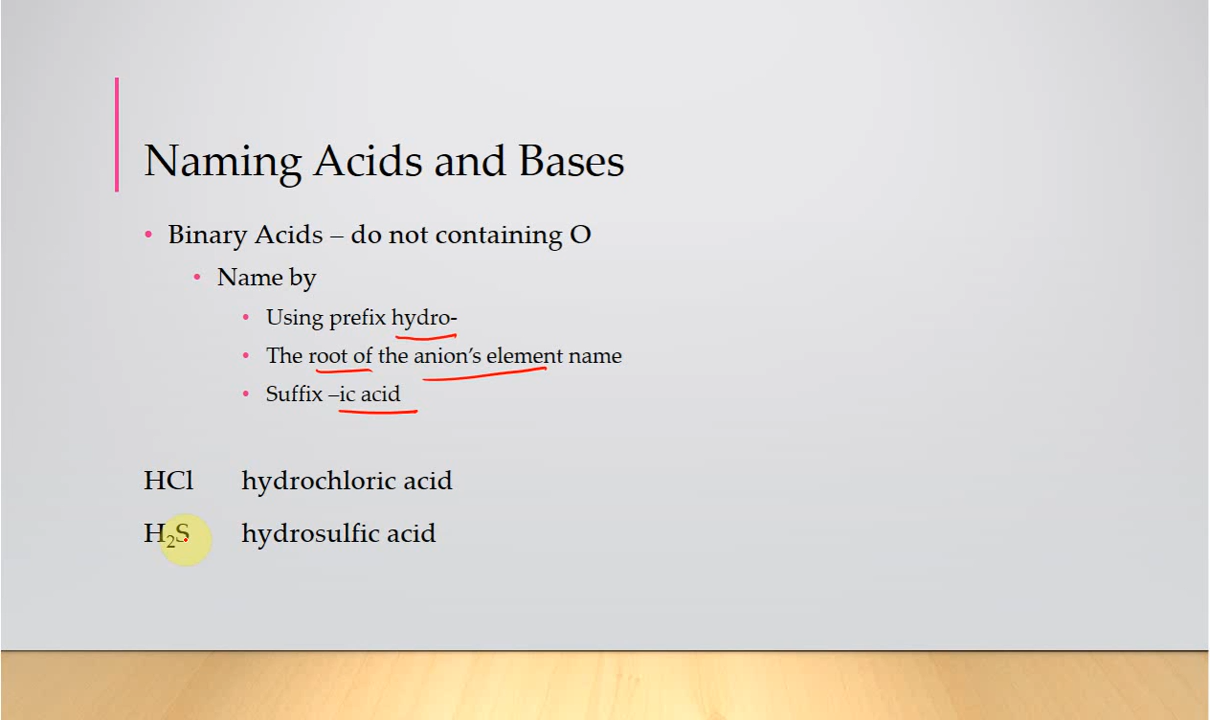 Naming Acids and Bases
• Binary Acids – do not containing O
• Name by
• Using prefix hydro-
• The root of the anion’s element name
• Suffix –ic acid
HCl hydrochloric acid
H₂S hydrosulfic acid